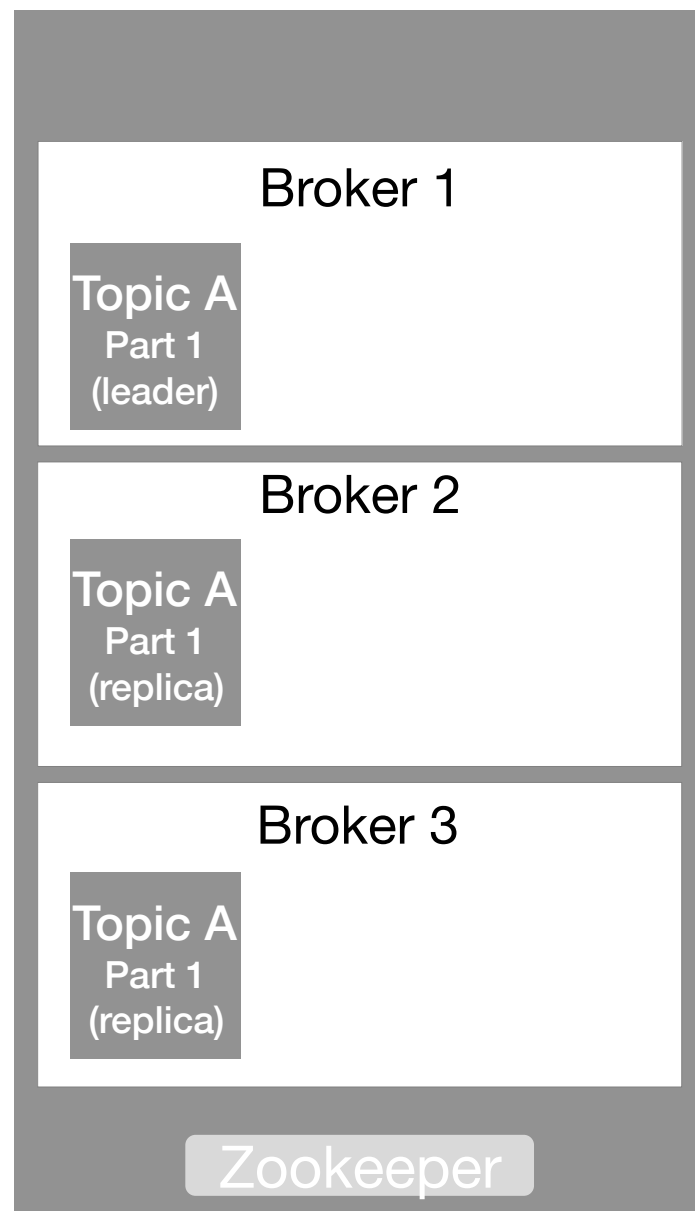 Broker 1
Topic A
Part 1
(leader)
Broker 2
Topic A
Part 1
(replica)
Broker 3
Topic A
Part 1
(replica)
Zookeeper